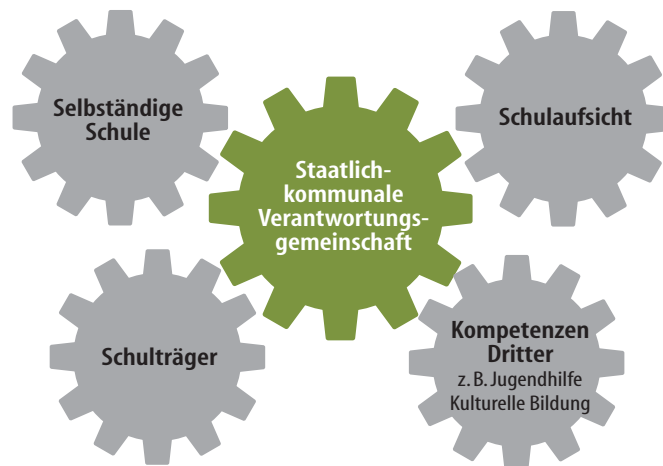 Selbständige
Schule
Schulaufsicht
Staatlich-
kommunale
Verantwortungs-
gemeinschaft
Schulträger
Kompetenzen
Dritter
z. B. Jugendhilfe
Kulturelle Bildung